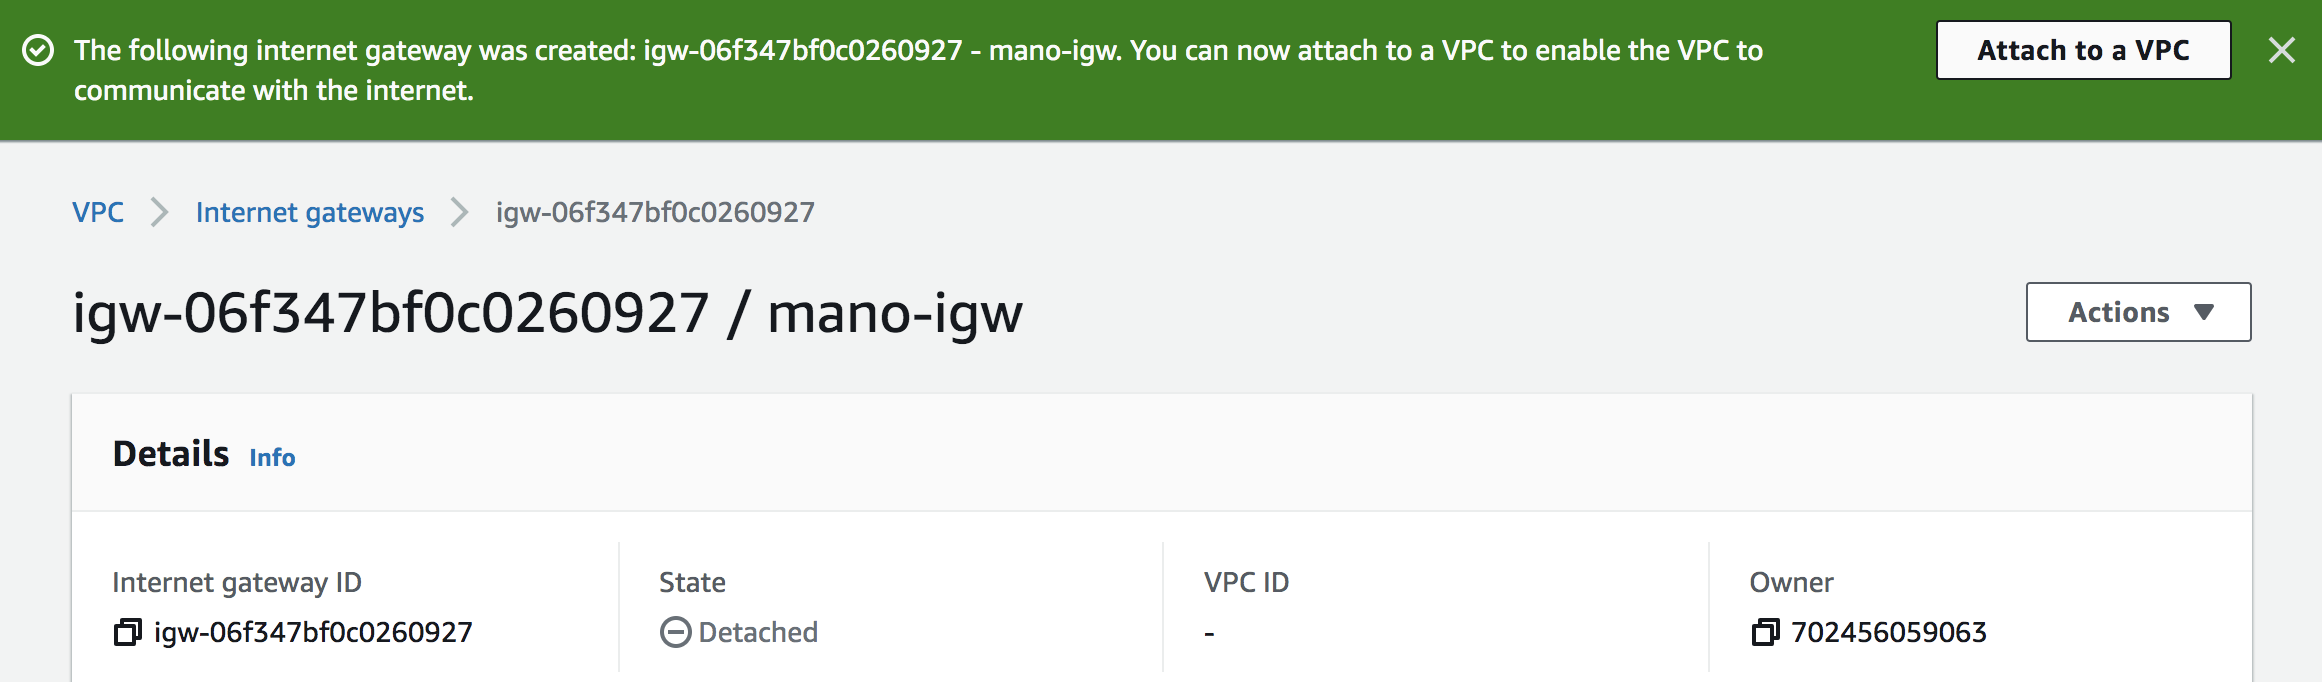 The following internet gateway was created: igw-06f347bf0c0260927 - mano-igw. You can now attach to a VPC to enable the VPC to
communicate with the internet.
Attach to a VPC
VPC
Internet gateways
igw-06f347bf0c0260927
igw-06f347bf0c0260927 / mano-igw
Actions
Details Info
Internet gateway ID
igw-06f347bf0c0260927
State
Detached
VPC ID
-
Owner
702456059063